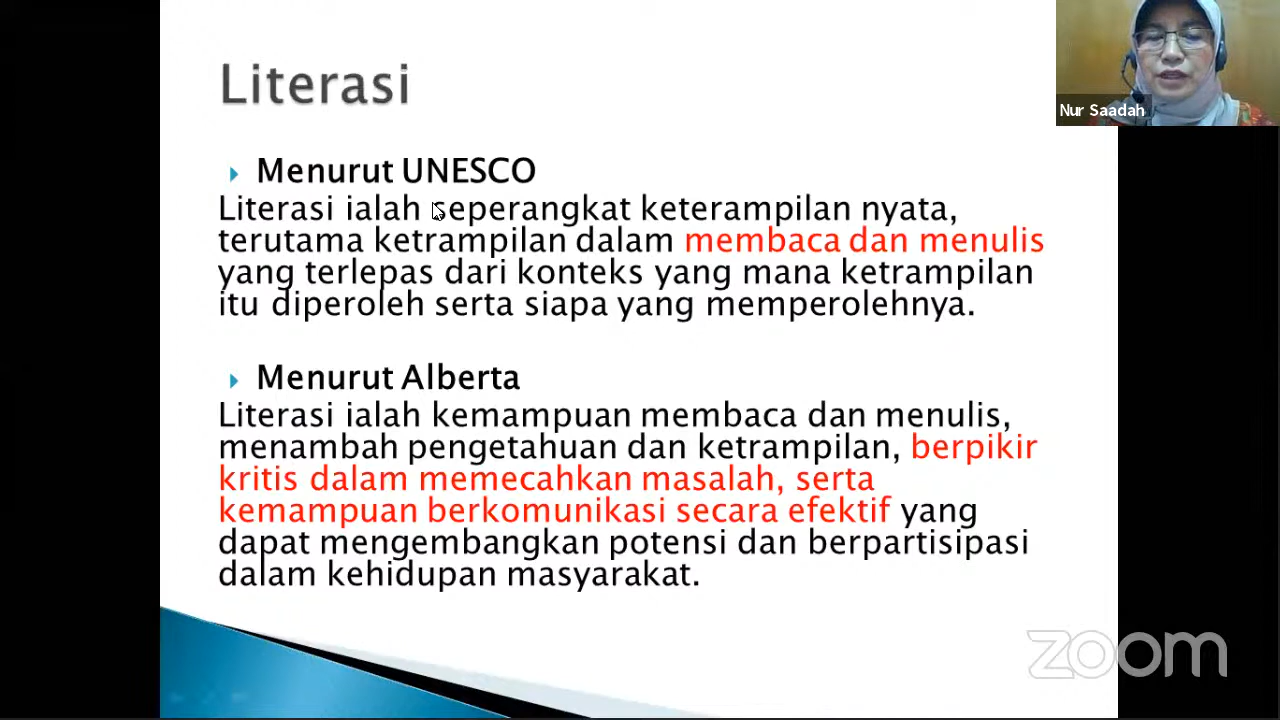 Literasi
Nur Saadah
Menurut UNESCO
Literasi ialah seperangkat keterampilan nyata,
terutama ketrampilan dalam membaca dan menulis
yang terlepas dari konteks yang mana ketrampilan
itu diperoleh serta siapa yang memperolehnya.
Menurut Alberta
Literasi ialah kemampuan membaca dan menulis,
menambah pengetahuan dan ketrampilan, berpikir
kritis dalam memecahkan masalah, serta
kemampuan berkomunikasi secara efektif yang
dapat mengembangkan potensi dan berpartisipasi
dalam kehidupan masyarakat.
zoom